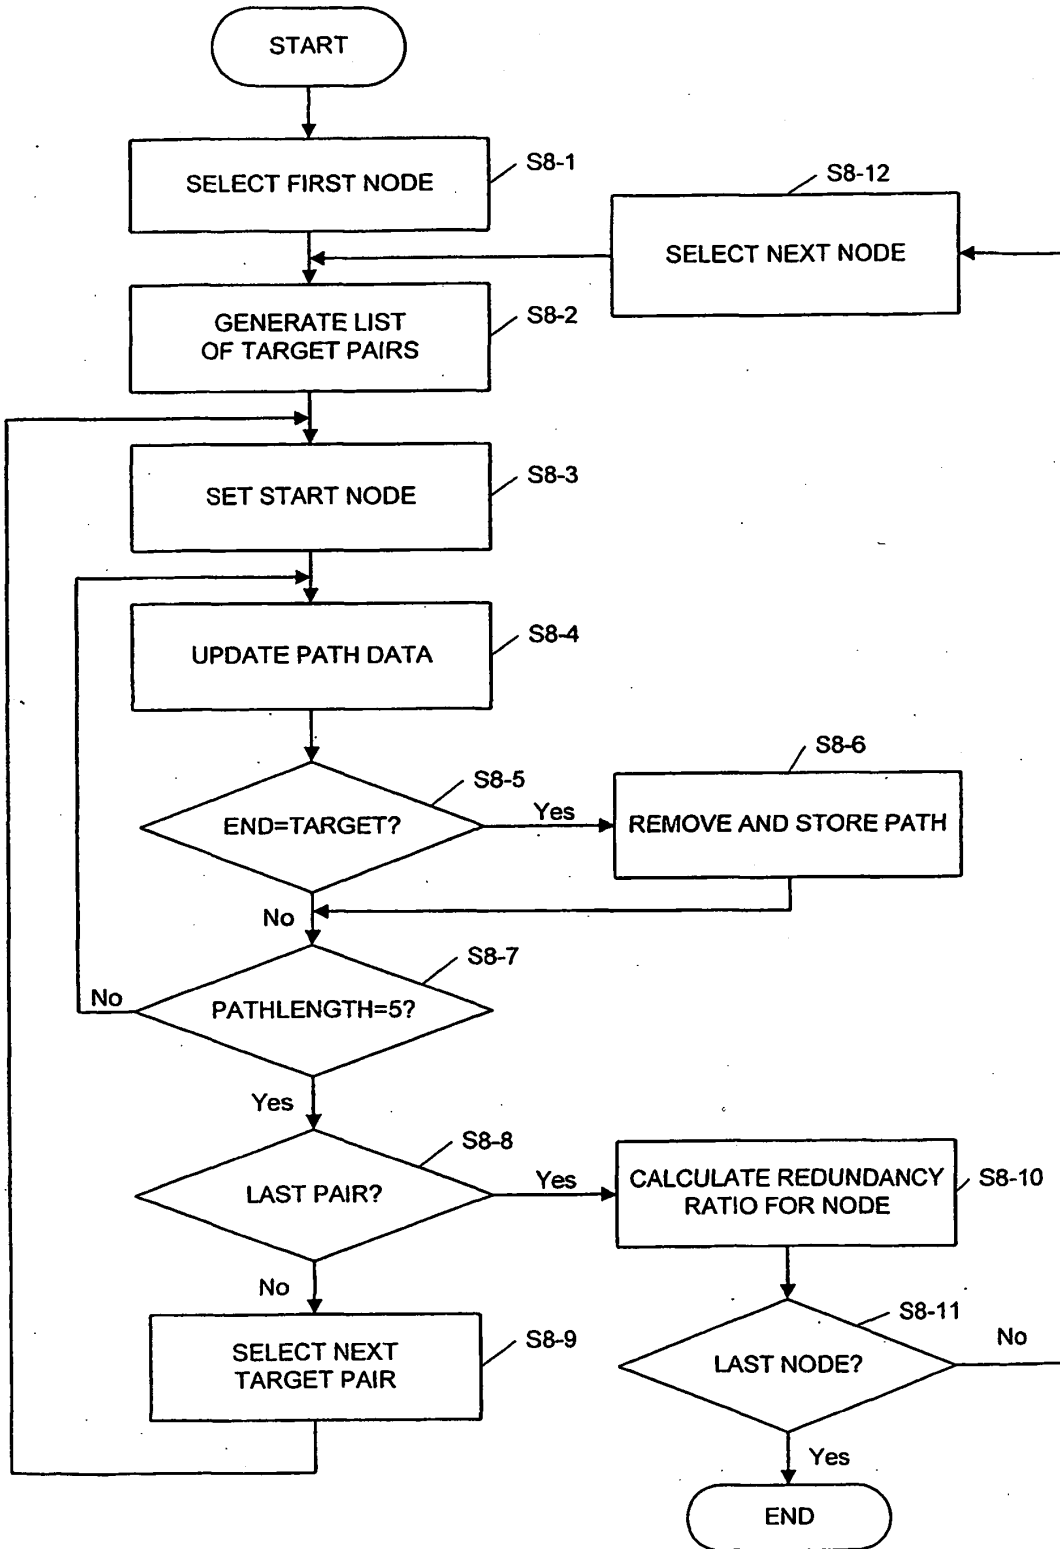 START
SELECT FIRST NODE
S8-1
S8-12
SELECT NEXT NODE
GENERATE LIST
OF TARGET PAIRS
S8-2
SET START NODE
S8-3
UPDATE PATH DATA
S8-4
END=TARGET?
S8-5
Yes
S8-6
REMOVE AND STORE PATH
No
PATHLENGTH=5?
S8-7
No
Yes
LAST PAIR?
S8-8
Yes
CALCULATE REDUNDANCY
RATIO FOR NODE
S8-10
No
SELECT NEXT
TARGET PAIR
S8-9
LAST NODE?
S8-11
No
Yes
END